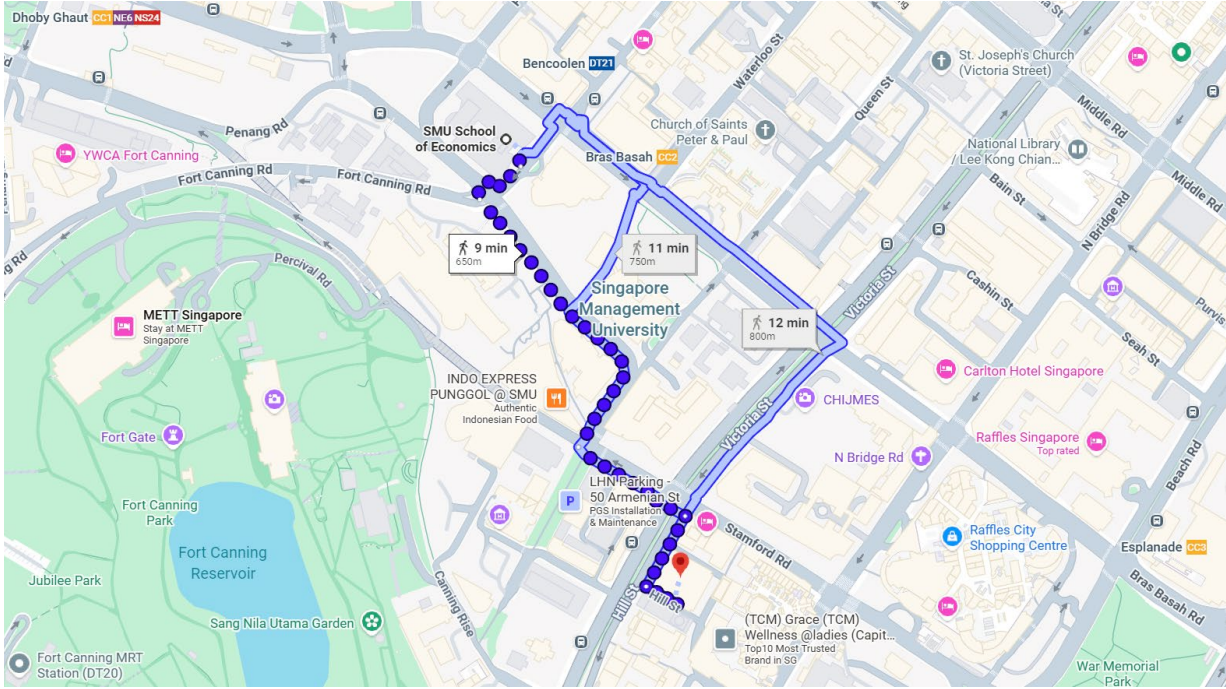 Dhoby Ghaut CC1 NE6 NS24
Bencoolen DT21
Waterloo St
St. Joseph's Church
(Victoria Street)
Queen St
Middle Rd
Penang Rd
SMU School
of Economics
Church of Saints
Peter & Paul
National Library
/ Lee Kong Chian...
YWCA Fort Canning
Bras Basah CC2
Fort Canning Rd
Fort Canning Rd
Bain St
Middle Rd
N Bridge Rd
ng Rd
Percival Rd
9 min
650m
11 min
750m
Victoria St
Cashin St
Purvis
Singapore
Management
University
METT Singapore
Stay at METT
Singapore
12 min
800m
Seah St
Carlton Hotel Singapore
INDO EXPRESS
PUNGGOL @ SMU
Authentic
Indonesian Food
CHIJMES
Victoria St
Fort Gate
Raffles Singapore
Top rated
N Bridge Rd
Beach Rd
LHN Parking -
50 Armenian St
PGS Installation
& Maintenance
P
Fort Canning
Park
Stamford Rd
Raffles City
Shopping Centre
Fort Canning
Reservoir
Esplanade CC3
Jubilee Park
Hill St
Hill St
Bras Basah Rd
Canning Rise
Sang Nila Utama Garden
(TCM) Grace (TCM)
Wellness @ladies (Capit...
Top10 Most Trusted
Brand in SG
Fort Canning MRT
Station (DT20)
War Memorial
Park